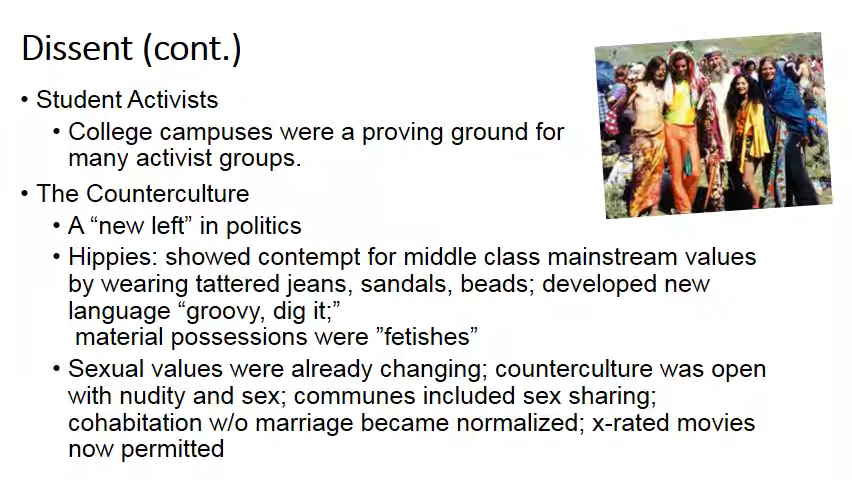 Dissent (cont.)
• Student Activists
• College campuses were a proving ground for
many activist groups.
• The Counterculture
• A “new left” in politics
• Hippies: showed contempt for middle class mainstream values
by wearing tattered jeans, sandals, beads; developed new
language “groovy, dig it;”
material possessions were ”fetishes”
• Sexual values were already changing; counterculture was open
with nudity and sex; communes included sex sharing;
cohabitation w/o marriage became normalized; x-rated movies
now permitted